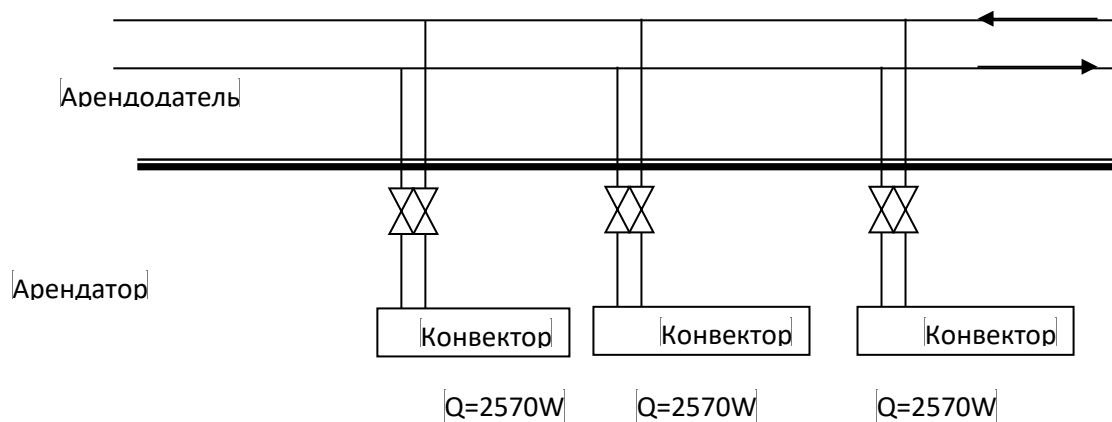 Арендодатель
Арендатор
Конвектор Конвектор Конвектор
Q=2570W Q=2570W Q=2570W